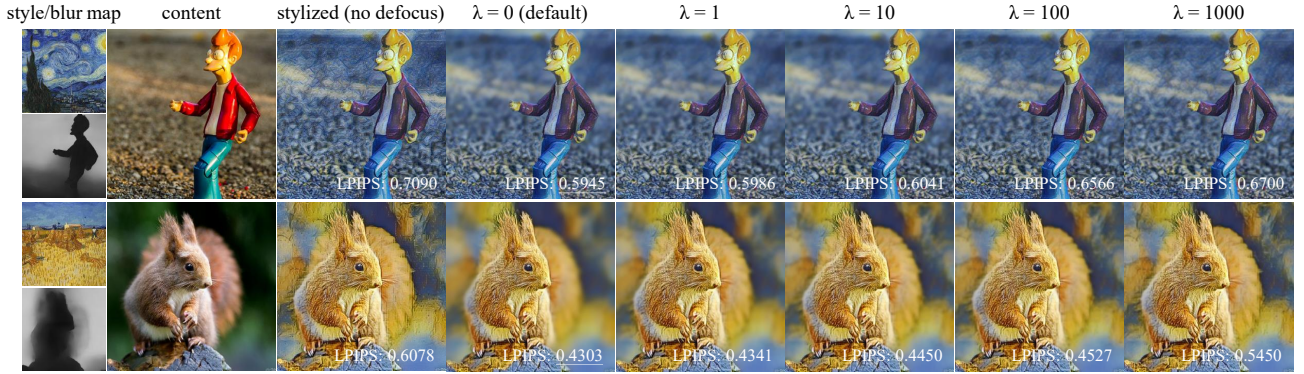 style/blur map content stylized (no defocus) λ = 0 (default) λ = 1 λ = 10 λ = 100 λ = 1000
LPIPS: 0.7090 LPIPS: 0.5945 LPIPS: 0.5986 LPIPS: 0.6041 LPIPS: 0.6566 LPIPS: 0.6700
LPIPS: 0.6078 LPIPS: 0.4303 LPIPS: 0.4341 LPIPS: 0.4450 LPIPS: 0.4527 LPIPS: 0.5450